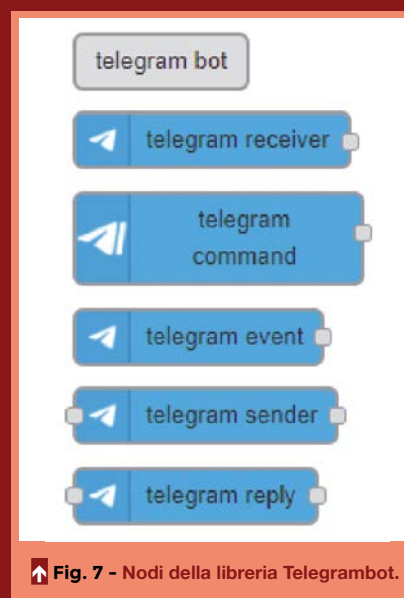 telegram bot
telegram receiver
telegram
command
telegram event
telegram sender
telegram reply
Fig. 7 - Nodi della libreria Telegrambot.